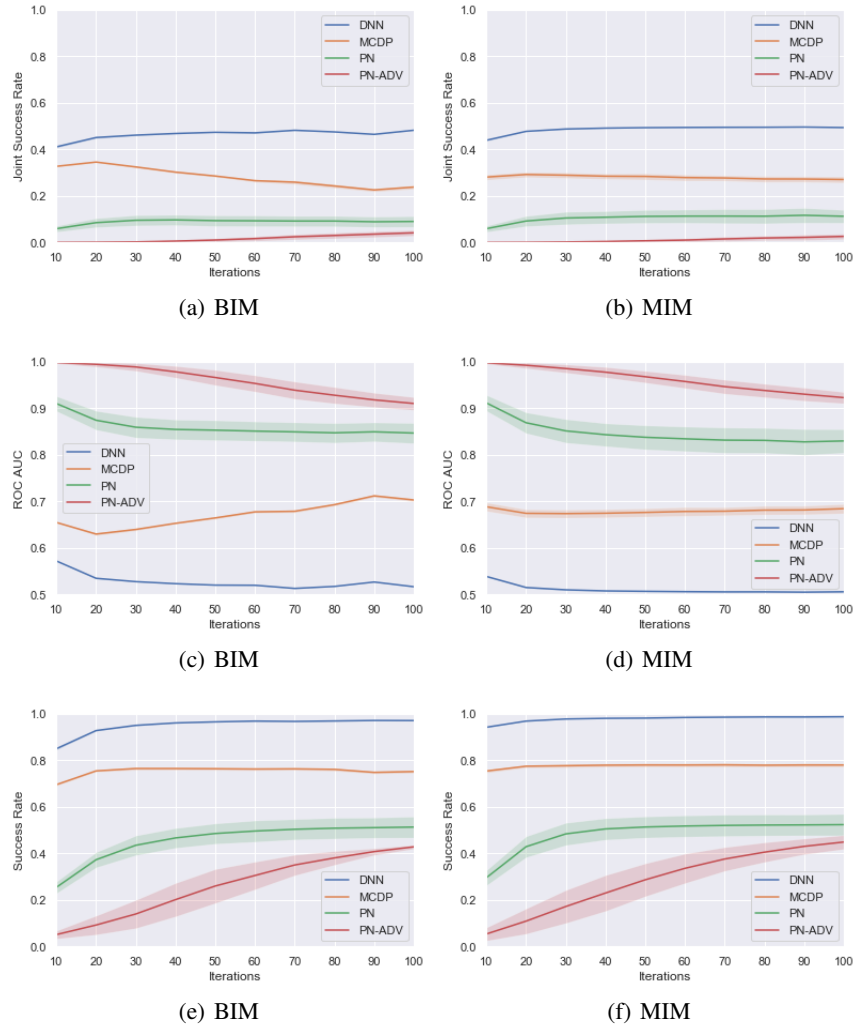 1.0
0.8
0.6
0.4
0.2
0.0
Joint Success Rate
DNN
MCDP
PN
PN-ADV
10 20 30 40 50 60 70 80 90 100
Iterations
(a) BIM
1.0
0.8
0.6
0.4
0.2
0.0
Joint Success Rate
DNN
MCDP
PN
PN-ADV
10 20 30 40 50 60 70 80 90 100
Iterations
(b) MIM
1.0
0.9
0.8
0.7
0.6
0.5
ROC AUC
DNN
MCDP
PN
PN-ADV
10 20 30 40 50 60 70 80 90 100
Iterations
(c) BIM
1.0
0.9
0.8
0.7
0.6
0.5
ROC AUC
DNN
MCDP
PN
PN-ADV
10 20 30 40 50 60 70 80 90 100
Iterations
(d) MIM
1.0
0.8
0.6
0.4
0.2
0.0
Success Rate
DNN
MCDP
PN
PN-ADV
10 20 30 40 50 60 70 80 90 100
Iterations
(e) BIM
1.0
0.8
0.6
0.4
0.2
0.0
Success Rate
DNN
MCDP
PN
PN-ADV
10 20 30 40 50 60 70 80 90 100
Iterations
(f) MIM